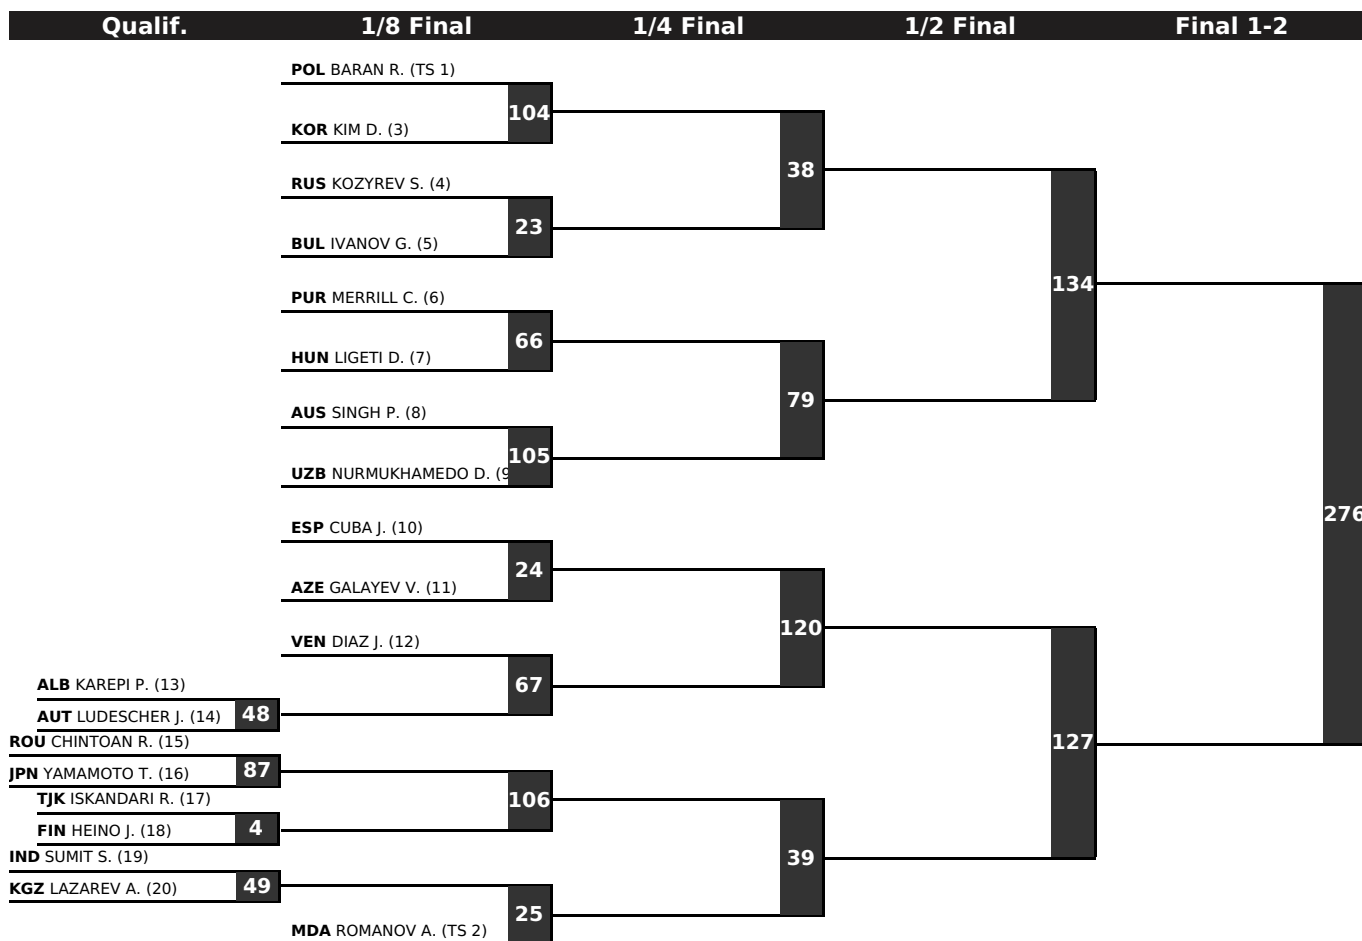 Qualif. 1/8 Final 1/4 Final 1/2 Final Final 1-2
POL BARAN R. (TS 1)
104
KOR KIM D. (3)
38
RUS KOZYREV S. (4)
23
BUL IVANOV G. (5)
134
PUR MERRILL C. (6)
66
HUN LIGETI D. (7)
79
AUS SINGH P. (8)
105
UZB NURMUKHAMEDO D. (9
276
ESP CUBA J. (10)
24
AZE GALAYEV V. (11)
120
VEN DIAZ J. (12)
67
ALB KAREPI P. (13)
AUT LUDESCHER J. (14) 48
ROU CHINTOAN R. (15)
127
JPN YAMAMOTO T. (16) 87
TJK ISKANDARI R. (17)
106
FIN HEINO J. (18) 4
IND SUMIT S. (19)
39
KGZ LAZAREV A. (20) 49
25
MDA ROMANOV A. (TS 2)